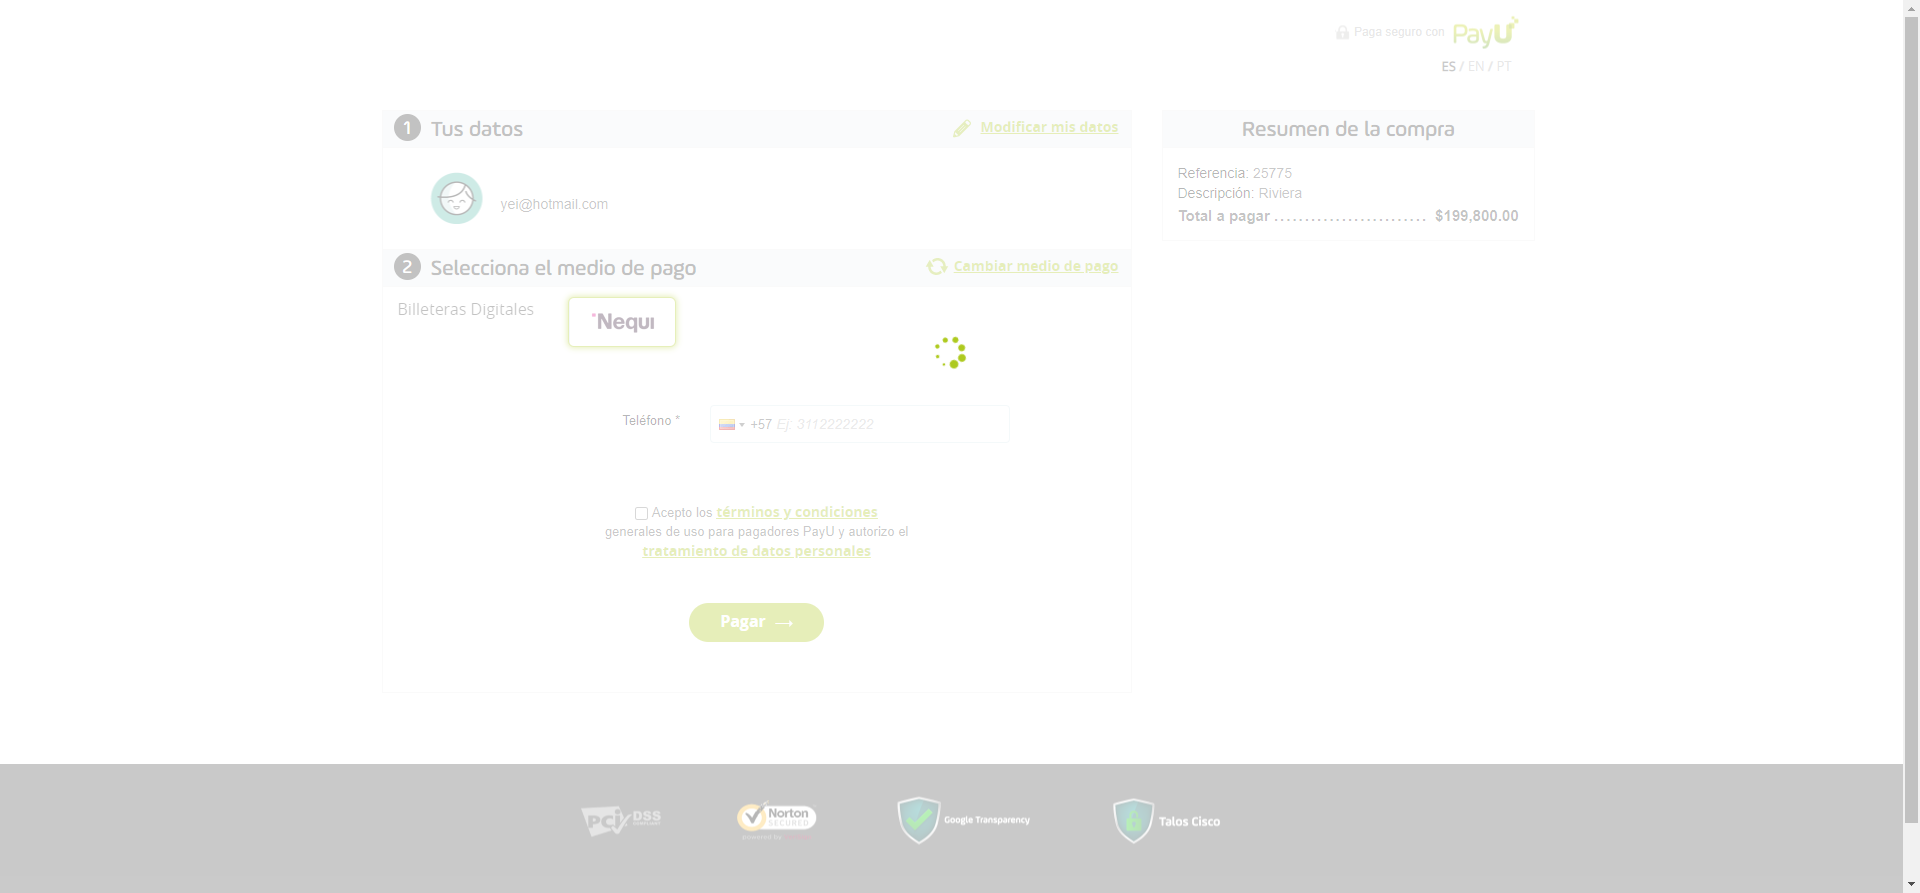 Paga seguro con PayU
ES / EN / PT
1 Tus datos
Modificar mis datos
yei@hotmail.com
2 Selecciona el medio de pago
Cambiar medio de pago
Billeteras Digitales
Nequi
Teléfono *
+57 Ej: 3112222222
Acepto los términos y condiciones
generales de uso para pagadores PayU y autorizo el
tratamiento de datos personales
Pagar →
Resumen de la compra
Referencia: 25775
Descripción: Riviera
Total a pagar ......................... $199,800.00
PCI DSS
Norton
SECURED
powered by
Google Transparency
Talos Cisco